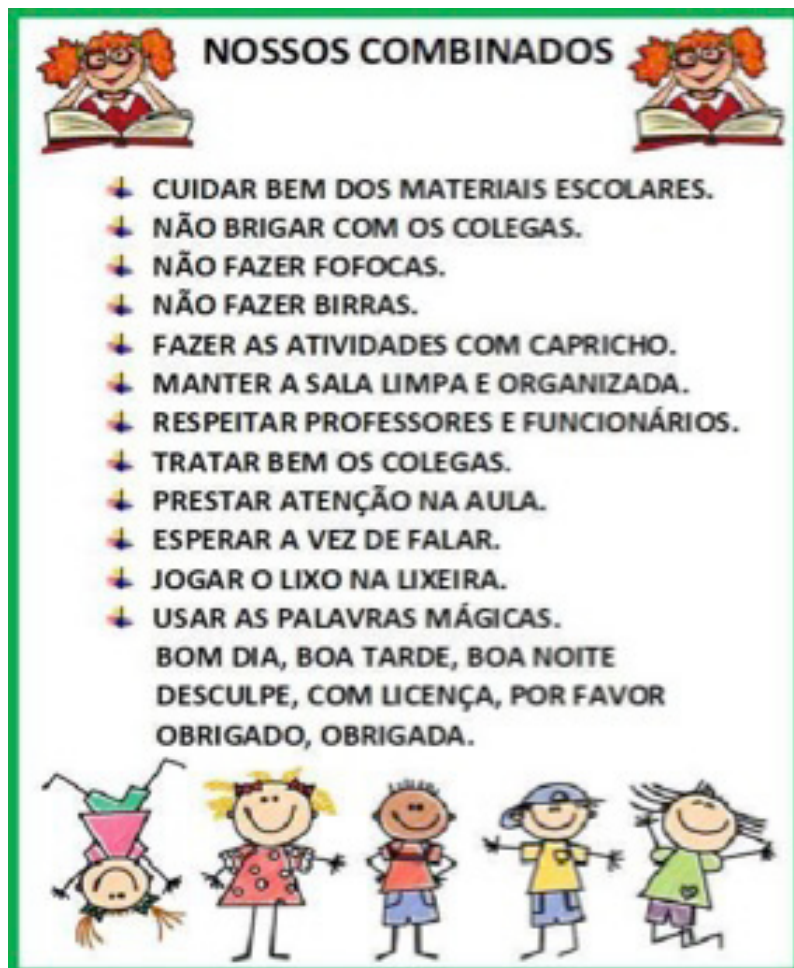 NOSSOS COMBINADOS
CUIDAR BEM DOS MATERIAIS ESCOLARES.
NÃO BRIGAR COM OS COLEGAS.
NÃO FAZER FOFOCAS.
NÃO FAZER BIRRAS.
FAZER AS ATIVIDADES COM CAPRICHO.
MANTER A SALA LIMPA E ORGANIZADA.
RESPEITAR PROFESSORES E FUNCIONÁRIOS.
TRATAR BEM OS COLEGAS.
PRESTAR ATENÇÃO NA AULA.
ESPERAR A VEZ DE FALAR.
JOGAR O LIXO NA LIXEIRA.
USAR AS PALAVRAS MÁGICAS.
BOM DIA, BOA TARDE, BOA NOITE
DESCULPE, COM LICENÇA, POR FAVOR
OBRIGADO, OBRIGADA.